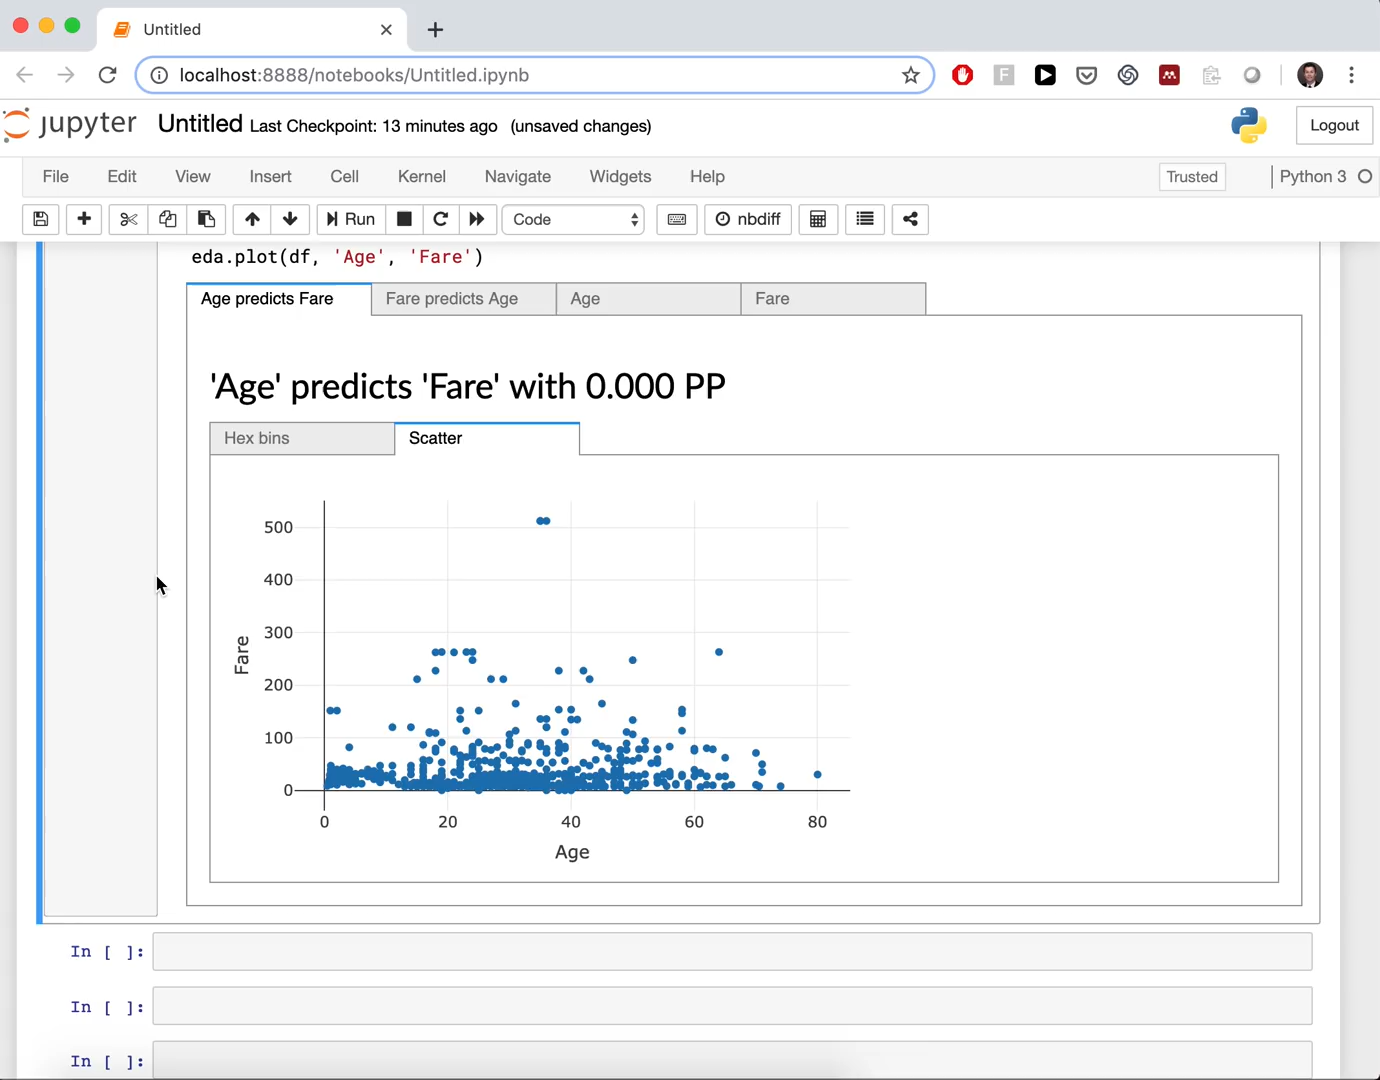 Untitled
localhost:8888/notebooks/Untitled.ipynb
F
jupyter Untitled Last Checkpoint: 13 minutes ago (unsaved changes)
Logout
File Edit View Insert Cell Kernel Navigate Widgets Help Trusted Python 3
Run Code nbdiff
eda.plot(df, 'Age', 'Fare')
Age predicts Fare Fare predicts Age Age Fare
'Age' predicts 'Fare' with 0.000 PP
Hex bins Scatter
500
400
300
200
100
0
Fare
0 20 40 60 80
Age
In [ ]:
In [ ]:
In [ ]: